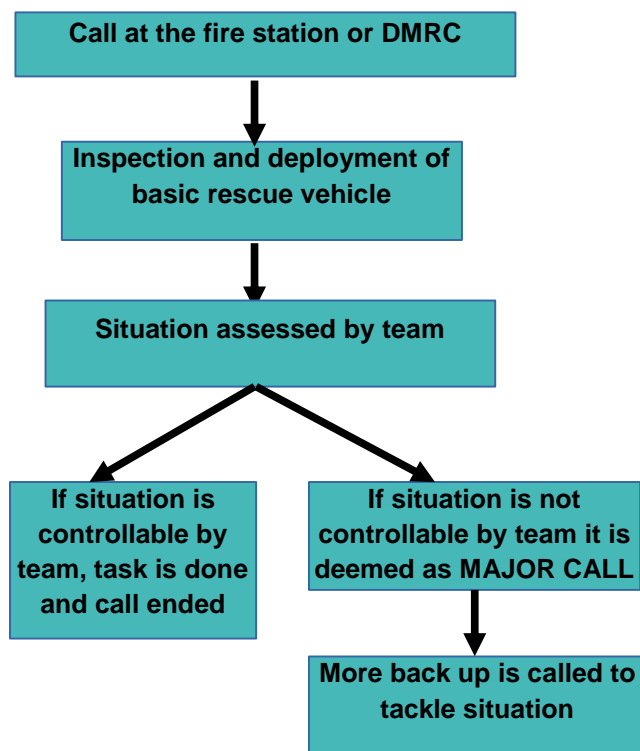 Call at the fire station or DMRC
Inspection and deployment of
basic rescue vehicle
Situation assessed by team
If situation is
controllable by
team, task is done
and call ended
If situation is not
controllable by team it is
deemed as MAJOR CALL
More back up is called to
tackle situation